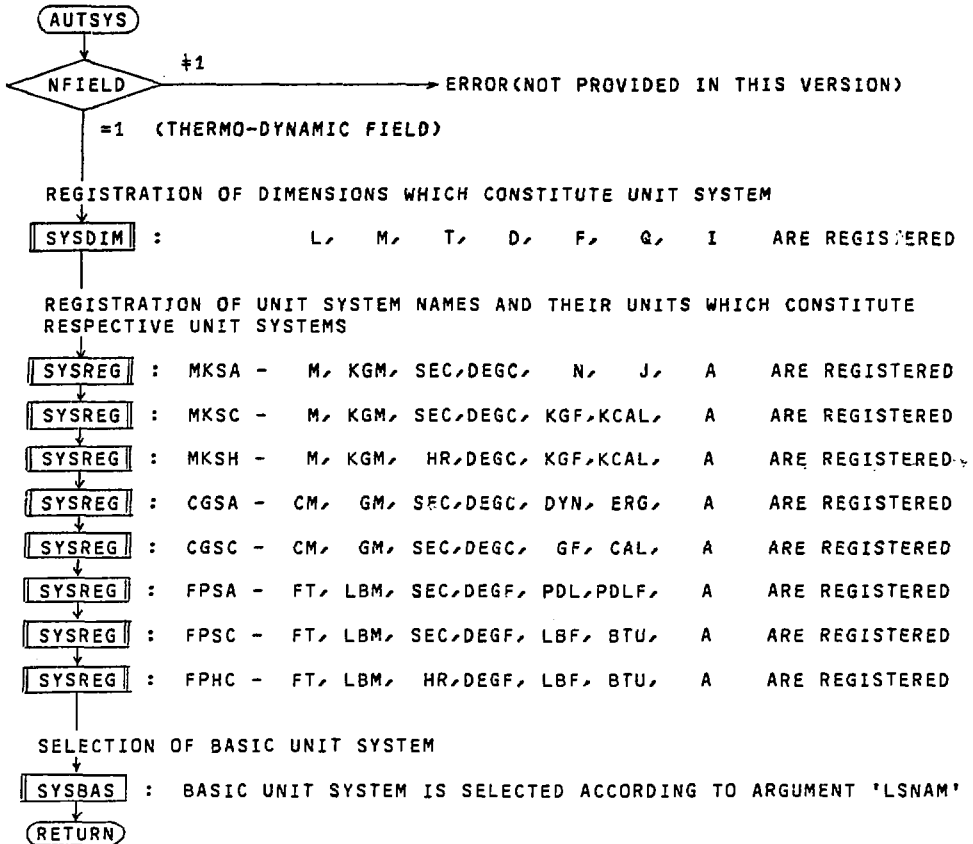 AUTSYS
≠1
NFIELD ERROR(NOT PROVIDED IN THIS VERSION)
=1 (THERMO-DYNAMIC FIELD)
REGISTRATION OF DIMENSIONS WHICH CONSTITUTE UNIT SYSTEM
SYSDIM : L, M, T, D, F, Q, I ARE REGISTERED
REGISTRATION OF UNIT SYSTEM NAMES AND THEIR UNITS WHICH CONSTITUTE
RESPECTIVE UNIT SYSTEMS
SYSREG : MKSA - M, KGM, SEC,DEGC, N, J, A ARE REGISTERED
SYSREG : MKSC - M, KGM, SEC,DEGC, KGF,KCAL, A ARE REGISTERED
SYSREG : MKSH - M, KGM, HR,DEGC, KGF,KCAL, A ARE REGISTERED
SYSREG : CGSA - CM, GM, SEC,DEGC, DYN, ERG, A ARE REGISTERED
SYSREG : CGSC - CM, GM, SEC,DEGC, GF, CAL, A ARE REGISTERED
SYSREG : FPSA - FT, LBM, SEC,DEGF, PDL,PDLF, A ARE REGISTERED
SYSREG : FPSC - FT, LBM, SEC,DEGF, LBF, BTU, A ARE REGISTERED
SYSREG : FPHC - FT, LBM, HR,DEGF, LBF, BTU, A ARE REGISTERED
SELECTION OF BASIC UNIT SYSTEM
SYSBAS : BASIC UNIT SYSTEM IS SELECTED ACCORDING TO ARGUMENT 'LSNAM'
RETURN